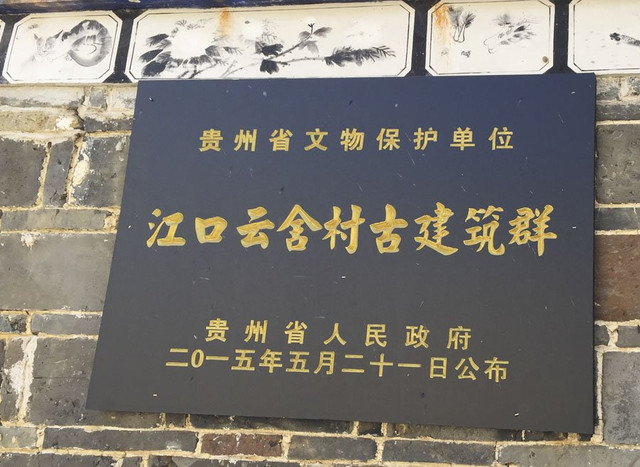 贵州省文物保护单位
江口云舍村古建筑群
贵州省人民政府
二0一五年五月二十一日公布